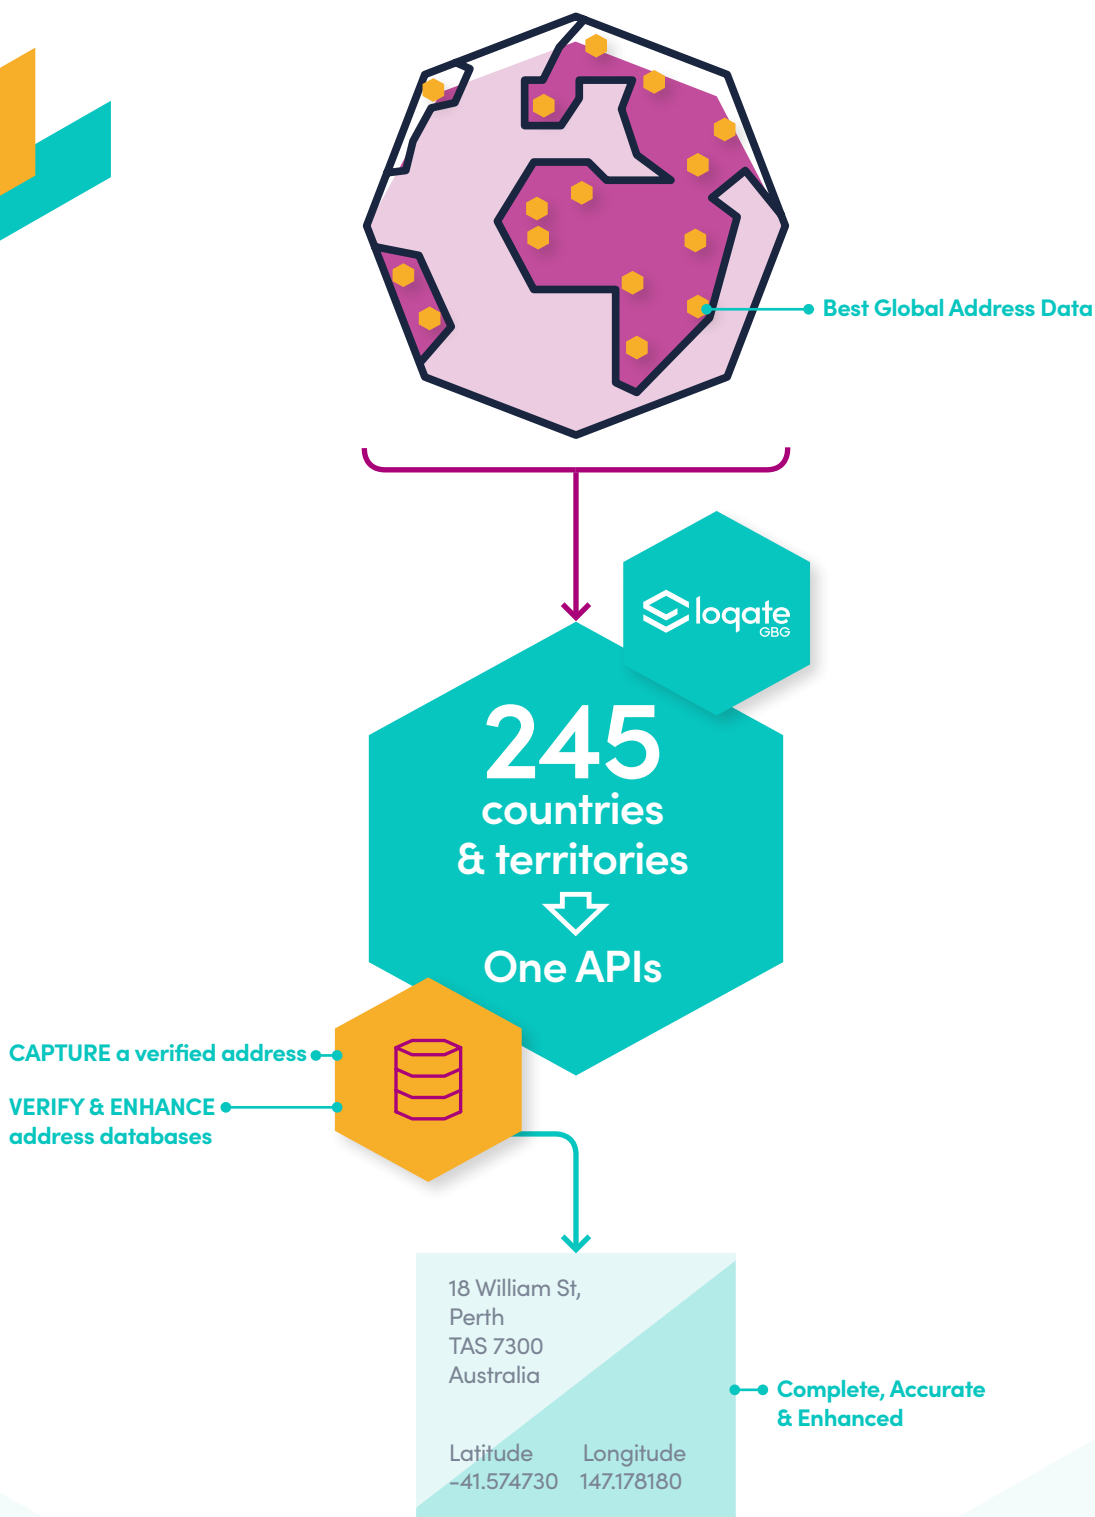 Best Global Address Data
loqate
GBG
245
countries
& territories
One APIs
CAPTURE a verified address
VERIFY & ENHANCE
address databases
18 William St,
Perth
TAS 7300
Australia
Complete, Accurate
& Enhanced
Latitude Longitude
-41.574730 147.178180